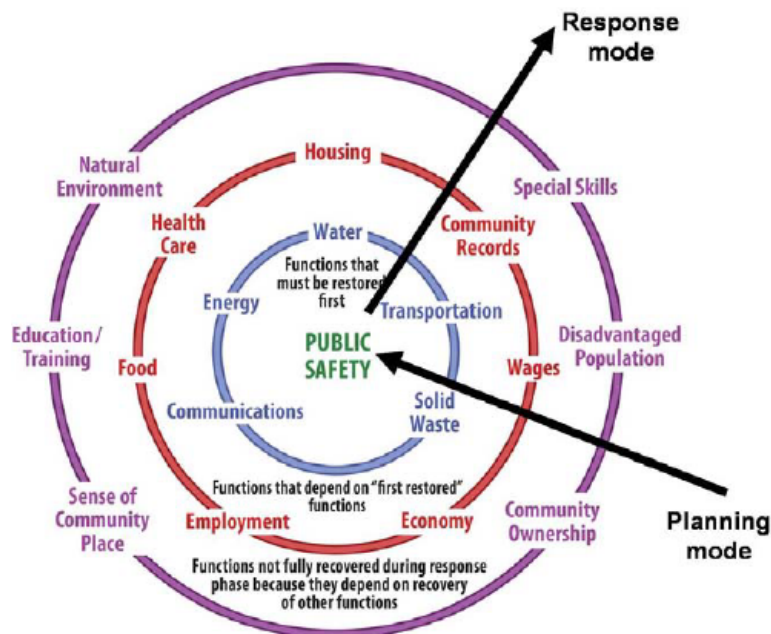 Response
mode
Natural
Environment
Housing
Special Skills
Health
Care
Water
Community
Records
Functions that
must be restored
first
Energy
Transportation
Education/
Training
Food
PUBLIC
SAFETY
Wages
Disadvantaged
Population
Communications
Solid
Waste
Functions that depend on "first restored"
functions
Sense of
Community
Place
Employment
Economy
Community
Ownership
Planning
mode
Functions not fully recovered during response
phase because they depend on recovery
of other functions